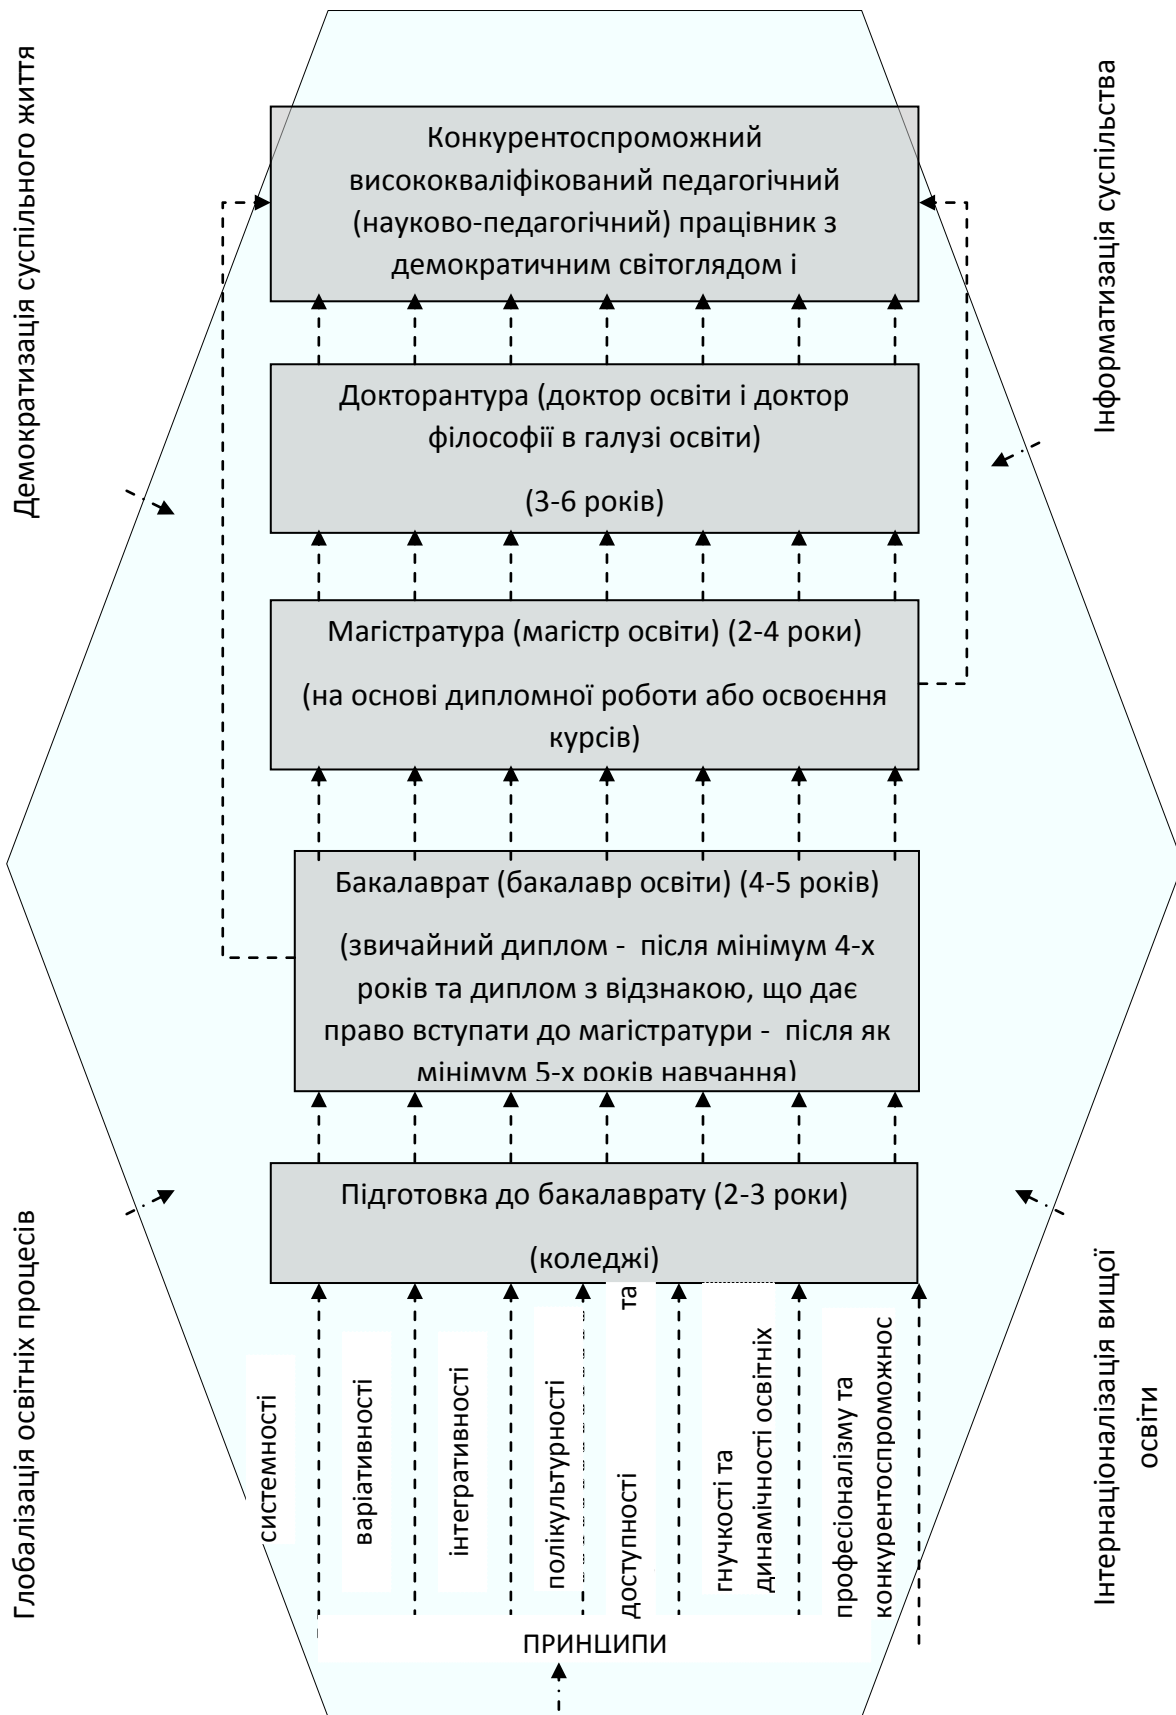 Демократизація суспільного життя
Інформатизація суспільства
Конкурентоспроможний
висококваліфікований педагогічний
(науково-педагогічний) працівник з
демократичним світоглядом і
Докторантура (доктор освіти і доктор
філософії в галузі освіти)
(3-6 років)
Магістратура (магістр освіти) (2-4 роки)
(на основі дипломної роботи або освоєння
курсів)
Бакалаврат (бакалавр освіти) (4-5 років)
(звичайний диплом - після мінімум 4-х
років та диплом з відзнакою, що дає
право вступати до магістратури - після як
мінімум 5-х років навчання)
Підготовка до бакалаврату (2-3 роки)
(коледжі)
Глобалізація освітніх процесів
Інтернаціоналізація вищої
освіти
системності
варіативності
інтегративності
полікультурності
доступності та
гнучкості та
динамічності освітніх
професіоналізму та
конкурентоспроможнос
ПРИНЦИПИ